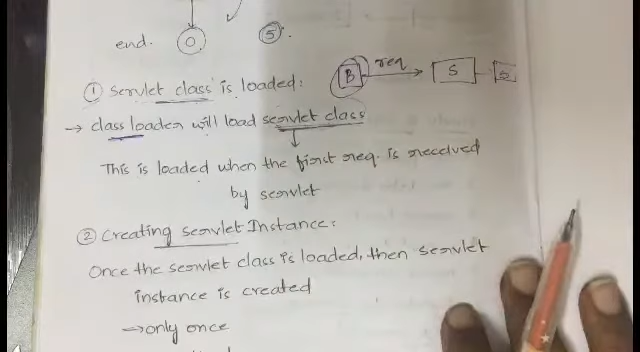 end. O ⑤.
① Servlet class is loaded:
B req S
→ class loader will load servlet class
This is loaded when the first req. is received
by servlet
② Creating servlet Instance:
Once the servlet class is loaded, then servlet
instance is created
→ only once